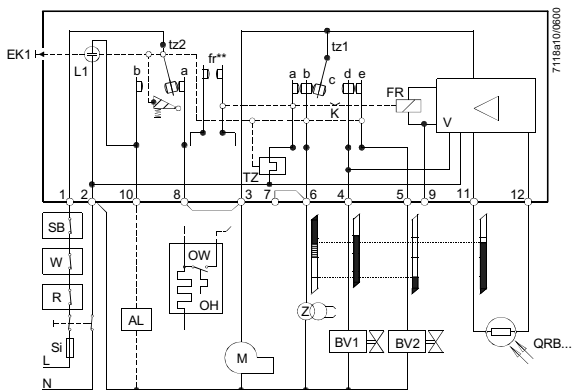 7118a10/0600
EK1
L1
tz2
fr**
tz1
b
a
a b
c
d e
K
FR
V
TZ
1 2 10 8 3 7 6 4 5 9 11 12
SB
W
R
Si
L
N
AL
OW
OH
M
Z
BV1
BV2
QRB...